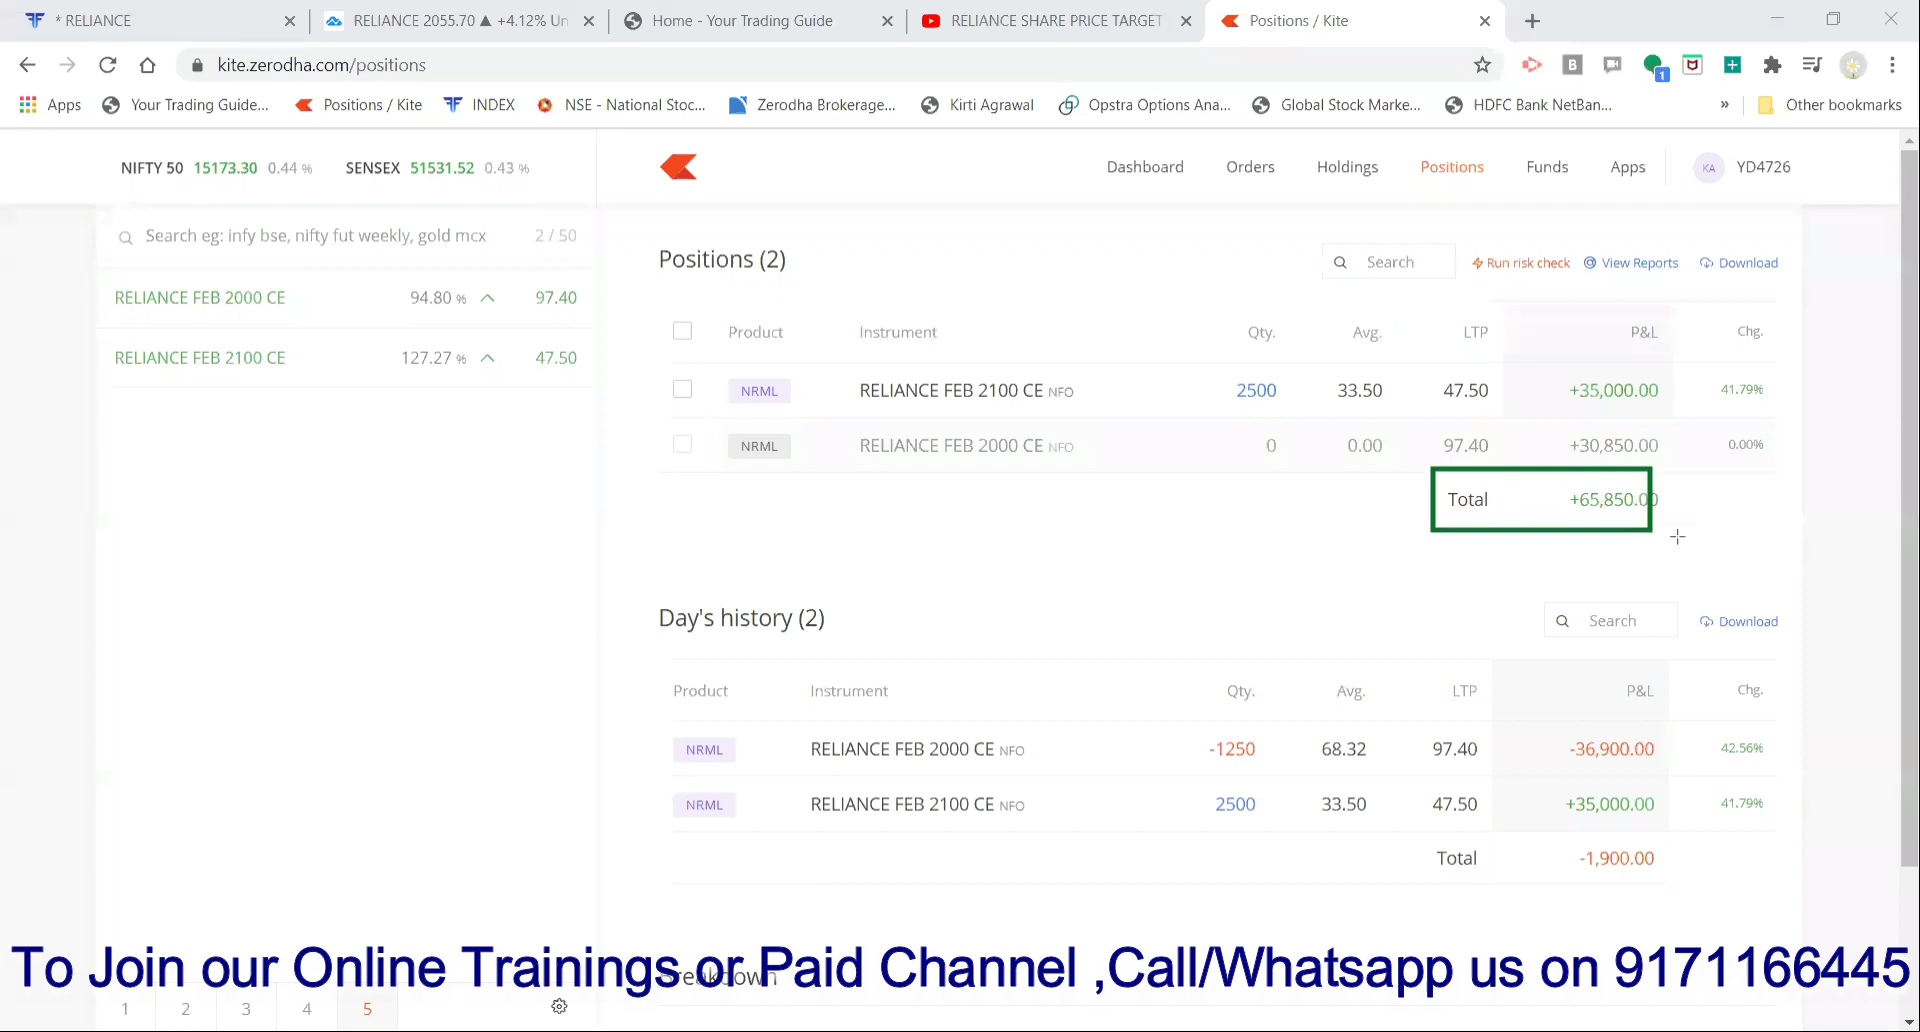 * RELIANCE
RELIANCE 2055.70 ▲ +4.12% Un
Home - Your Trading Guide
RELIANCE SHARE PRICE TARGET
Positions / Kite
kite.zerodha.com/positions
B
1
Apps
Your Trading Guide...
Positions / Kite
INDEX
NSE - National Stoc...
Zerodha Brokerage...
Kirti Agrawal
Opstra Options Ana...
Global Stock Marke...
HDFC Bank NetBan...
»
Other bookmarks
NIFTY 50 15173.30 0.44 %
SENSEX 51531.52 0.43 %
Dashboard
Orders
Holdings
Positions
Funds
Apps
KA
YD4726
Search eg: infy bse, nifty fut weekly, gold mcx
2 / 50
RELIANCE FEB 2000 CE 94.80 % 97.40
RELIANCE FEB 2100 CE 127.27 % 47.50
Positions (2)
Search
Run risk check
View Reports
Download
Product Instrument Qty. Avg. LTP P&L Chg.
NRML RELIANCE FEB 2100 CE NFO 2500 33.50 47.50 +35,000.00 41.79%
NRML RELIANCE FEB 2000 CE NFO 0 0.00 97.40 +30,850.00 0.00%
Total +65,850.00
Day's history (2)
Search
Download
Product Instrument Qty. Avg. LTP P&L Chg.
NRML RELIANCE FEB 2000 CE NFO -1250 68.32 97.40 -36,900.00 42.56%
NRML RELIANCE FEB 2100 CE NFO 2500 33.50 47.50 +35,000.00 41.79%
Total -1,900.00
Breakdown
To Join our Online Trainings or Paid Channel ,Call/Whatsapp us on 9171166445
1 2 3 4 5